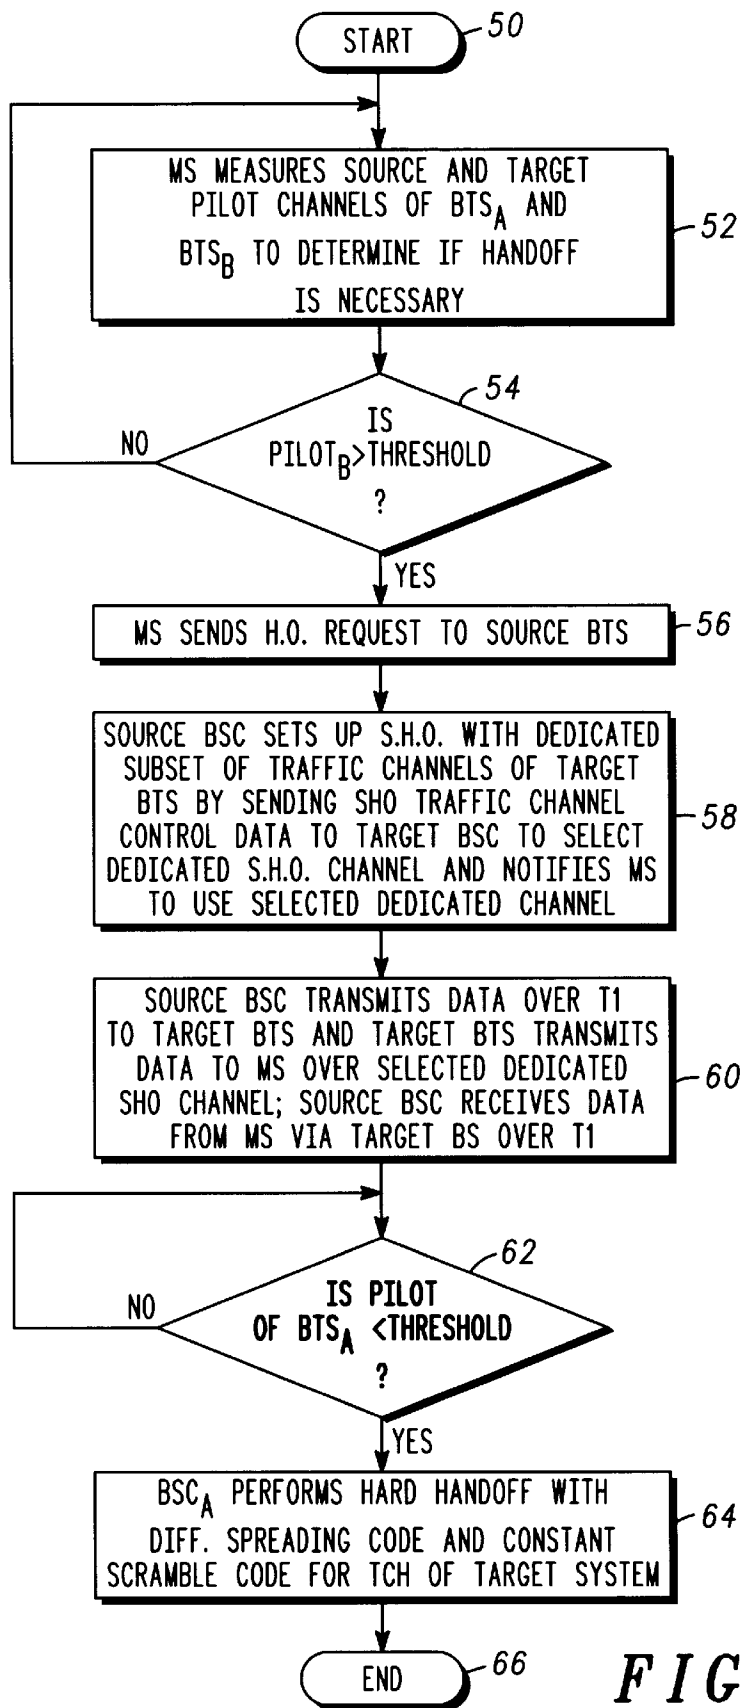 START
50
MS MEASURES SOURCE AND TARGET
PILOT CHANNELS OF BTSA AND
BTSB TO DETERMINE IF HANDOFF
IS NECESSARY
52
54
IS
PILOTB>THRESHOLD
?
NO
YES
MS SENDS H.O. REQUEST TO SOURCE BTS
56
SOURCE BSC SETS UP S.H.O. WITH DEDICATED
SUBSET OF TRAFFIC CHANNELS OF TARGET
BTS BY SENDING SHO TRAFFIC CHANNEL
CONTROL DATA TO TARGET BSC TO SELECT
DEDICATED S.H.O. CHANNEL AND NOTIFIES MS
TO USE SELECTED DEDICATED CHANNEL
58
SOURCE BSC TRANSMITS DATA OVER T1
TO TARGET BTS AND TARGET BTS TRANSMITS
DATA TO MS OVER SELECTED DEDICATED
SHO CHANNEL; SOURCE BSC RECEIVES DATA
FROM MS VIA TARGET BS OVER T1
60
62
IS PILOT
OF BTSA <THRESHOLD
?
NO
YES
BSCA PERFORMS HARD HANDOFF WITH
DIFF. SPREADING CODE AND CONSTANT
SCRAMBLE CODE FOR TCH OF TARGET SYSTEM
64
END
66
FIG